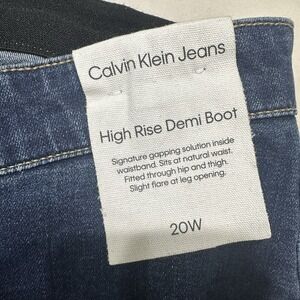 Calvin Klein Jeans
High Rise Demi Boot
Signature gapping solution inside
waistband. Sits at natural waist.
Fitted through hip and thigh.
Slight flare at leg opening.
20W